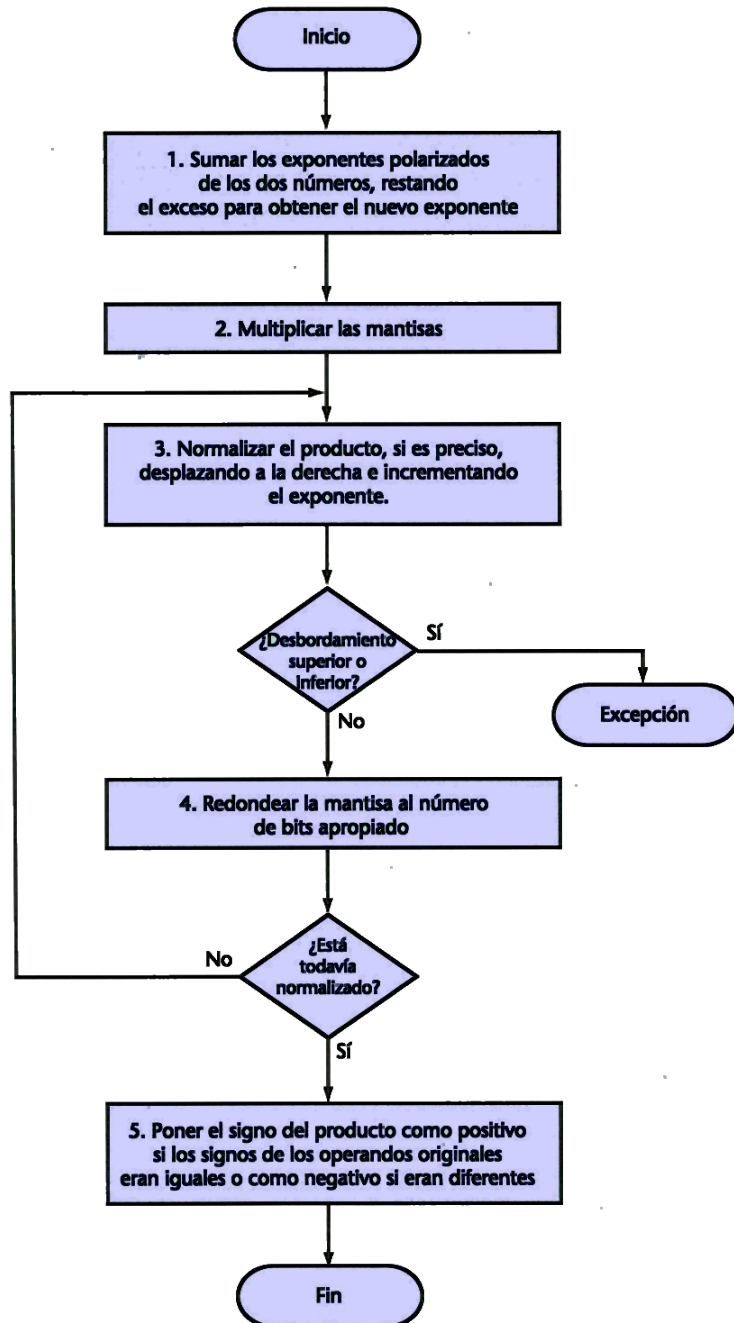 Inicio
1. Sumar los exponentes polarizados
de los dos números, restando
el exceso para obtener el nuevo exponente
2. Multiplicar las mantisas
3. Normalizar el producto, si es preciso,
desplazando a la derecha e incrementando
el exponente.
¿Desbordamiento
superior o
inferior?
Sí
Excepción
No
4. Redondear la mantisa al número
de bits apropiado
¿Está
todavía
normalizado?
No
Sí
5. Poner el signo del producto como positivo
si los signos de los operandos originales
eran iguales o como negativo si eran diferentes
Fin